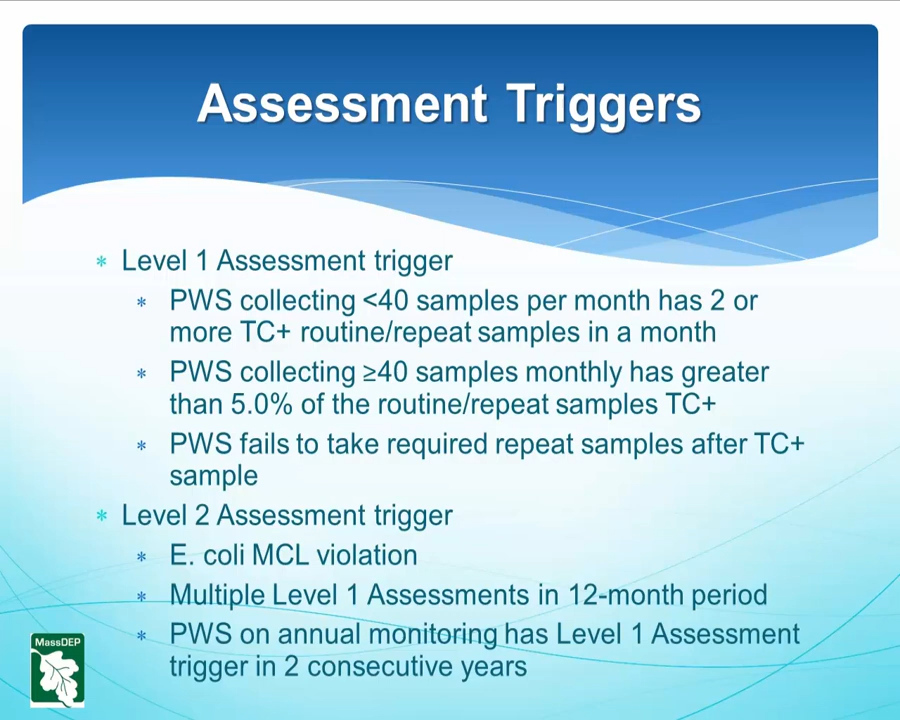 Assessment Triggers
* Level 1 Assessment trigger
* PWS collecting <40 samples per month has 2 or
more TC+ routine/repeat samples in a month
* PWS collecting ≥40 samples monthly has greater
than 5.0% of the routine/repeat samples TC+
* PWS fails to take required repeat samples after TC+
sample
* Level 2 Assessment trigger
* E. coli MCL violation
* Multiple Level 1 Assessments in 12-month period
* PWS on annual monitoring has Level 1 Assessment
trigger in 2 consecutive years
MassDEP